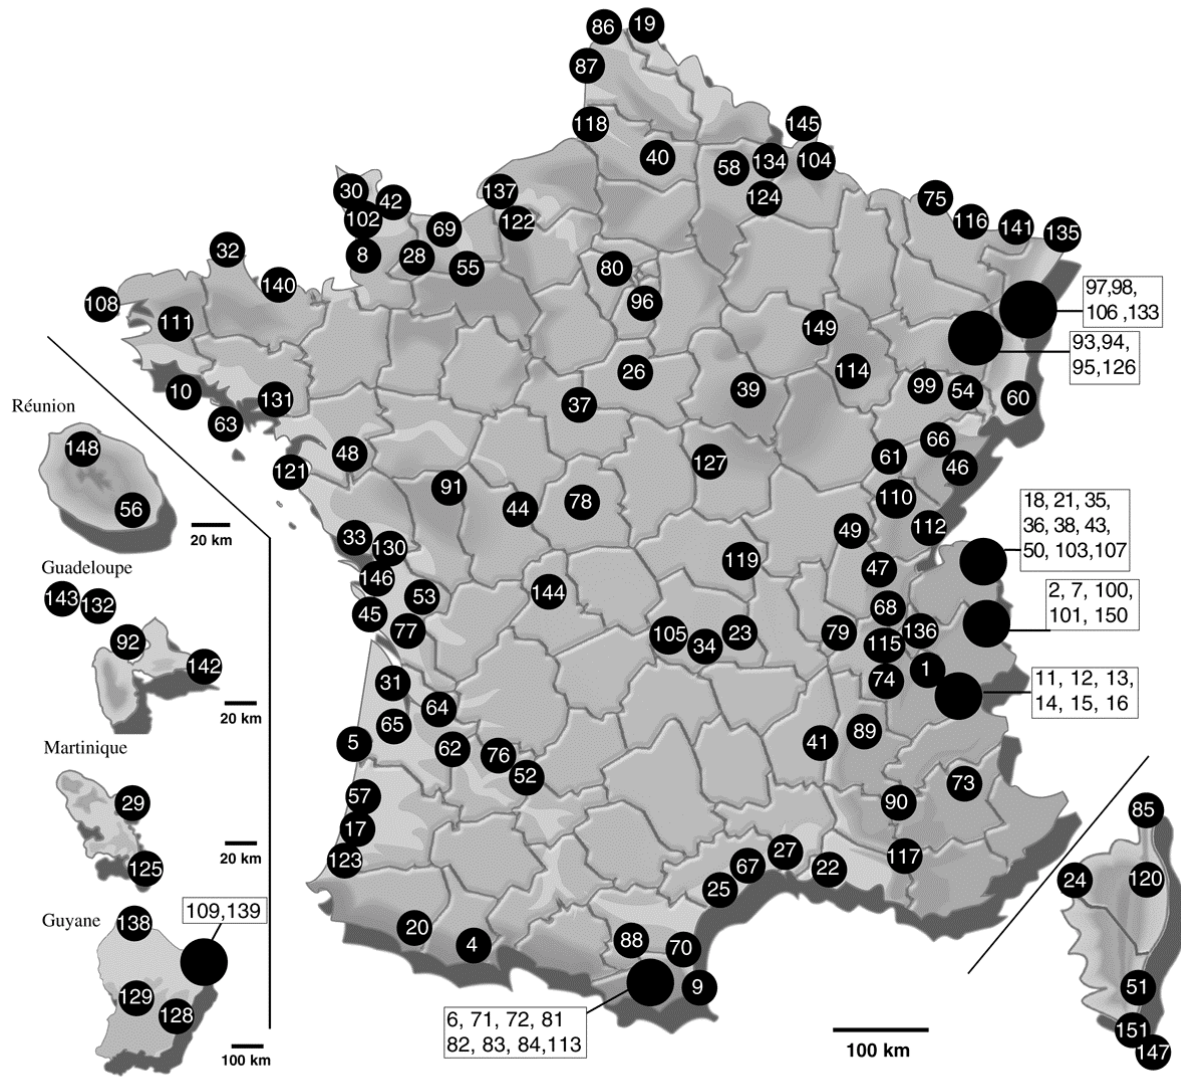 86 19
87
118 145
40 58 134 104
30 42 137 124 75
102 69 122 116 141 135
32 8 28 55 80
140
108 96
111 149
97,98,
106 ,133
93,94,
95,126
26 114
10 131 37 39 99 54 60
63
Réunion
148
56
20 km
121 48 127 61 66 46
91 44 78 110
33 130 49 112
18, 21, 35,
36, 38, 43,
50, 103,107
Guadeloupe
143 132
92
142
20 km
146 53 144 119 47
45 77 105 34 23 79 68 115 136
2, 7, 100,
101, 150
31 74 1
11, 12, 13,
14, 15, 16
64
5 65 62 76 52 41 89
Martinique
29
125
20 km
57 90 73
17
123 25 67 27 22 117
85
24 120
51
151
147
Guyane
109,139
138
129 128
100 km
20 4 88 70
9
6, 71, 72, 81
82, 83, 84,113
100 km